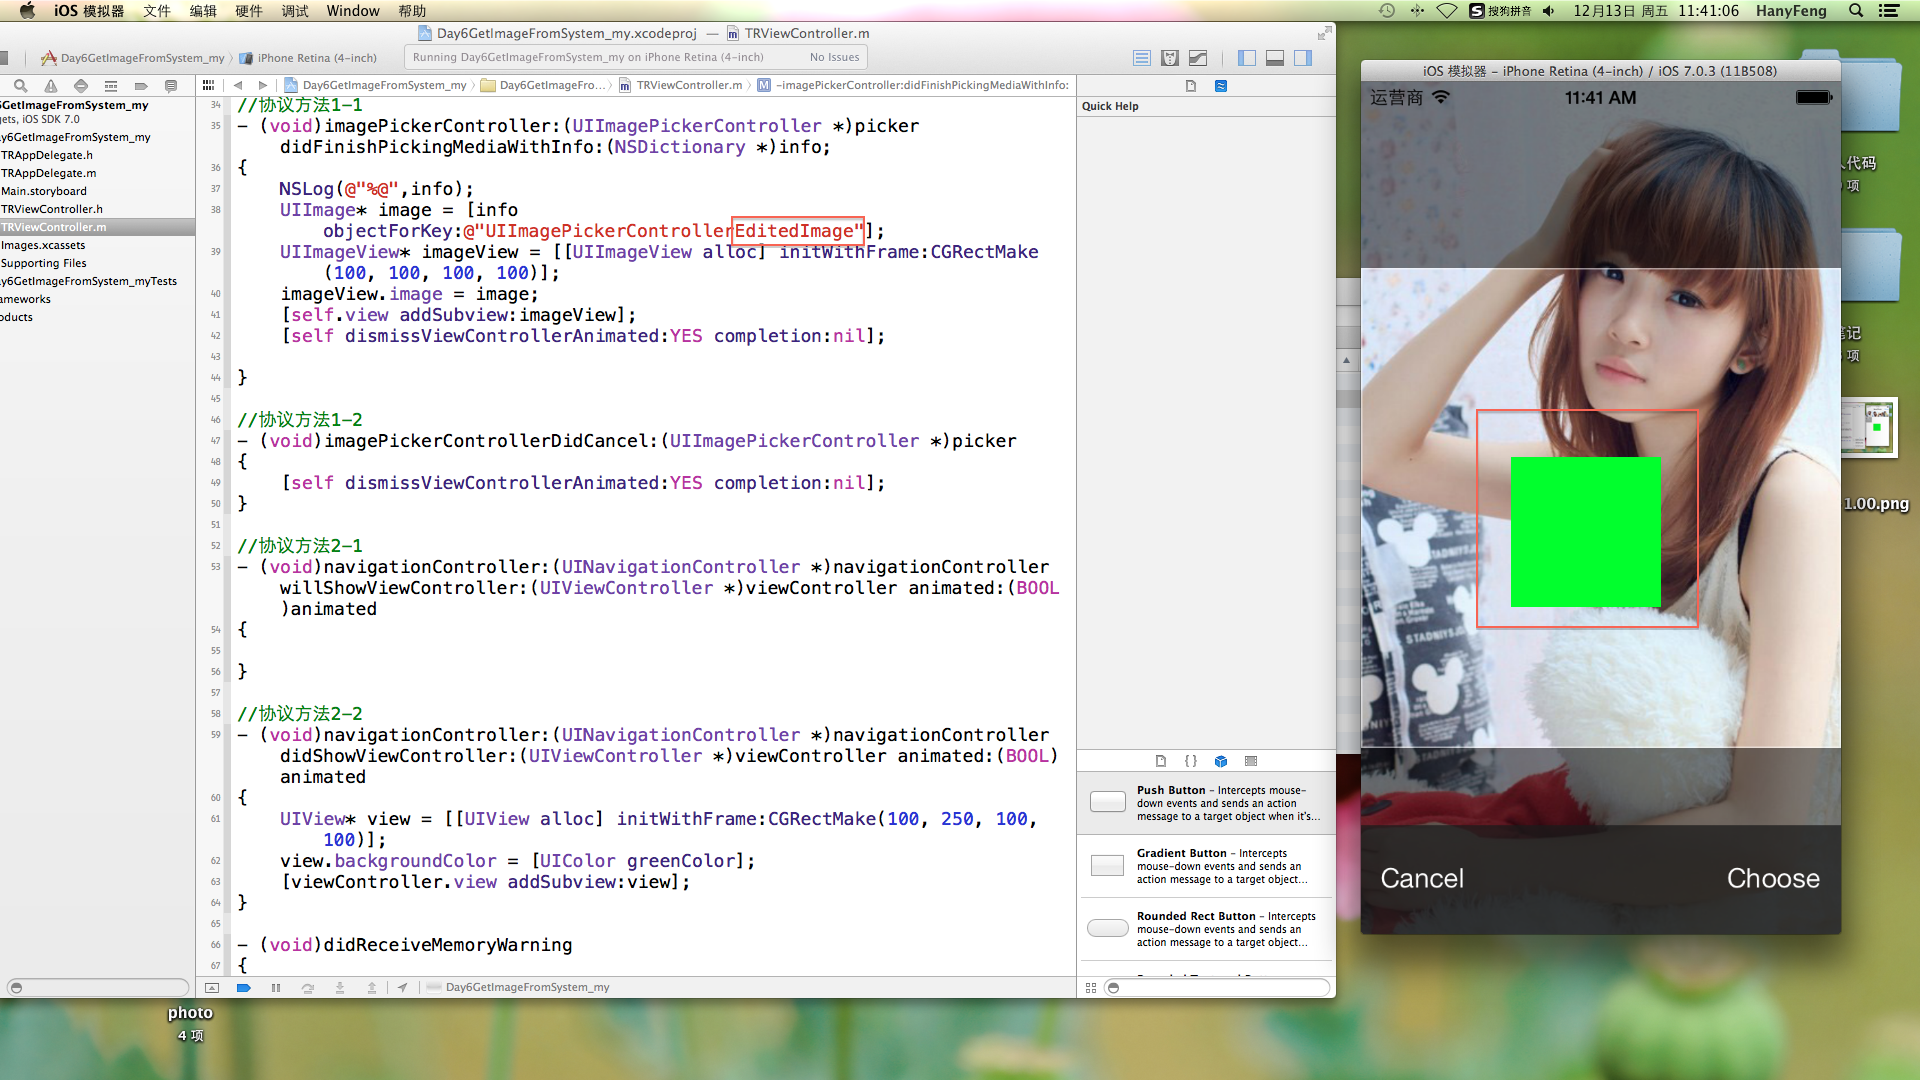 iOS 模拟器 文件 编辑 硬件 调试 Window 帮助
搜狗拼音 12月13日 周五 11:41:06 HanyFeng
Day6GetImageFromSystem_my.xcodeproj — TRViewController.m
Day6GetImageFromSystem_my iPhone Retina (4-inch)
Running Day6GetImageFromSystem_my on iPhone Retina (4-inch) No Issues
Day6GetImageFromSystem_my Day6GetImageFro... TRViewController.m -imagePickerController:didFinishPickingMediaWithInfo:
GetImageFromSystem_my
gets, iOS SDK 7.0
ay6GetImageFromSystem_my
TRAppDelegate.h
TRAppDelegate.m
Main.storyboard
TRViewController.h
TRViewController.m
Images.xcassets
Supporting Files
ay6GetImageFromSystem_myTests
ameworks
oducts
34 //协议方法1-1
35 - (void)imagePickerController:(UIImagePickerController *)picker
didFinishPickingMediaWithInfo:(NSDictionary *)info;
36 {
37 NSLog(@"%@",info);
38 UIImage* image = [info
objectForKey:@"UIImagePickerControllerEditedImage"];
39 UIImageView* imageView = [[UIImageView alloc] initWithFrame:CGRectMake
(100, 100, 100, 100)];
40 imageView.image = image;
41 [self.view addSubview:imageView];
42 [self dismissViewControllerAnimated:YES completion:nil];
43
44 }
45
46 //协议方法1-2
47 - (void)imagePickerControllerDidCancel:(UIImagePickerController *)picker
48 {
49 [self dismissViewControllerAnimated:YES completion:nil];
50 }
51
52 //协议方法2-1
53 - (void)navigationController:(UINavigationController *)navigationController
willShowViewController:(UIViewController *)viewController animated:(BOOL
)animated
54 {
55
56 }
57
58 //协议方法2-2
59 - (void)navigationController:(UINavigationController *)navigationController
didShowViewController:(UIViewController *)viewController animated:(BOOL)
animated
60 {
61 UIView* view = [[UIView alloc] initWithFrame:CGRectMake(100, 250, 100,
100)];
62 view.backgroundColor = [UIColor greenColor];
63 [viewController.view addSubview:view];
64 }
65
66 - (void)didReceiveMemoryWarning
67 {
Day6GetImageFromSystem_my
Quick Help
Push Button - Intercepts mouse-
down events and sends an action
message to a target object when it's...
Gradient Button - Intercepts
mouse-down events and sends an
action message to a target object...
Rounded Rect Button - Intercepts
mouse-down events and sends an
action message to a target object...
iOS 模拟器 - iPhone Retina (4-inch) / iOS 7.0.3 (11B508)
运营商 11:41 AM
STADNIYSJ
Cancel Choose
代码
项
笔记
项
1.00.png
photo
4 项